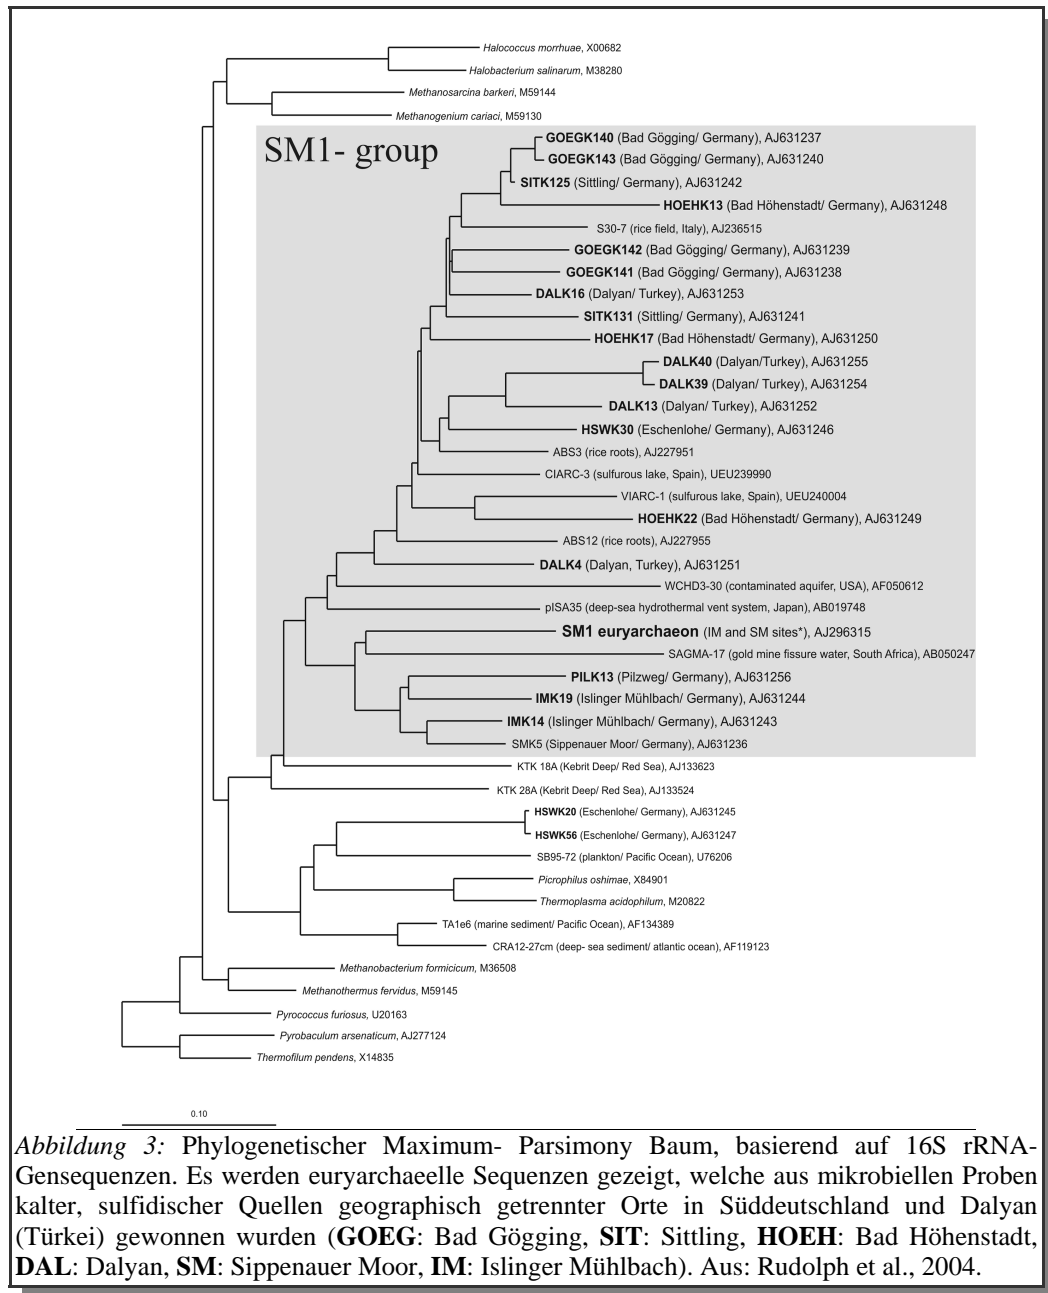 Halococcus morrhuae, X00682
Halobacterium salinarum, M38280
Methanosarcina barkeri, M59144
Methanogenium cariaci, M59130
SM1- group
GOEGK140 (Bad Gögging/ Germany), AJ631237
GOEGK143 (Bad Gögging/ Germany), AJ631240
SITK125 (Sittling/ Germany), AJ631242
HOEHK13 (Bad Höhenstadt/ Germany), AJ631248
S30-7 (rice field, Italy), AJ236515
GOEGK142 (Bad Gögging/ Germany), AJ631239
GOEGK141 (Bad Gögging/ Germany), AJ631238
DALK16 (Dalyan/ Turkey), AJ631253
SITK131 (Sittling/ Germany), AJ631241
HOEHK17 (Bad Höhenstadt/ Germany), AJ631250
DALK40 (Dalyan/Turkey), AJ631255
DALK39 (Dalyan/ Turkey), AJ631254
DALK13 (Dalyan/ Turkey), AJ631252
HSWK30 (Eschenlohe/ Germany), AJ631246
ABS3 (rice roots), AJ227951
CIARC-3 (sulfurous lake, Spain), UEU239990
VIARC-1 (sulfurous lake, Spain), UEU240004
HOEHK22 (Bad Höhenstadt/ Germany), AJ631249
ABS12 (rice roots), AJ227955
DALK4 (Dalyan, Turkey), AJ631251
WCHD3-30 (contaminated aquifer, USA), AF050612
pISA35 (deep-sea hydrothermal vent system, Japan), AB019748
SM1 euryarchaeon (IM and SM sites*), AJ296315
SAGMA-17 (gold mine fissure water, South Africa), AB050247
PILK13 (Pilzweg/ Germany), AJ631256
IMK19 (Islinger Mühlbach/ Germany), AJ631244
IMK14 (Islinger Mühlbach/ Germany), AJ631243
SMK5 (Sippenauer Moor/ Germany), AJ631236
KTK 18A (Kebrit Deep/ Red Sea), AJ133623
KTK 28A (Kebrit Deep/ Red Sea), AJ133524
HSWK20 (Eschenlohe/ Germany), AJ631245
HSWK56 (Eschenlohe/ Germany), AJ631247
SB95-72 (plankton/ Pacific Ocean), U76206
Picrophilus oshimae, X84901
Thermoplasma acidophilum, M20822
TA1e6 (marine sediment/ Pacific Ocean), AF134389
CRA12-27cm (deep- sea sediment/ atlantic ocean), AF119123
Methanobacterium formicicum, M36508
Methanothermus fervidus, M59145
Pyrococcus furiosus, U20163
Pyrobaculum arsenaticum, AJ277124
Thermofilum pendens, X14835
0.10
Abbildung 3: Phylogenetischer Maximum- Parsimony Baum, basierend auf 16S rRNA-
Gensequenzen. Es werden euryarchaeelle Sequenzen gezeigt, welche aus mikrobiellen Proben
kalter, sulfidischer Quellen geographisch getrennter Orte in Süddeutschland und Dalyan
(Türkei) gewonnen wurden (GOEG: Bad Gögging, SIT: Sittling, HOEH: Bad Höhenstadt,
DAL: Dalyan, SM: Sippenauer Moor, IM: Islinger Mühlbach). Aus: Rudolph et al., 2004.